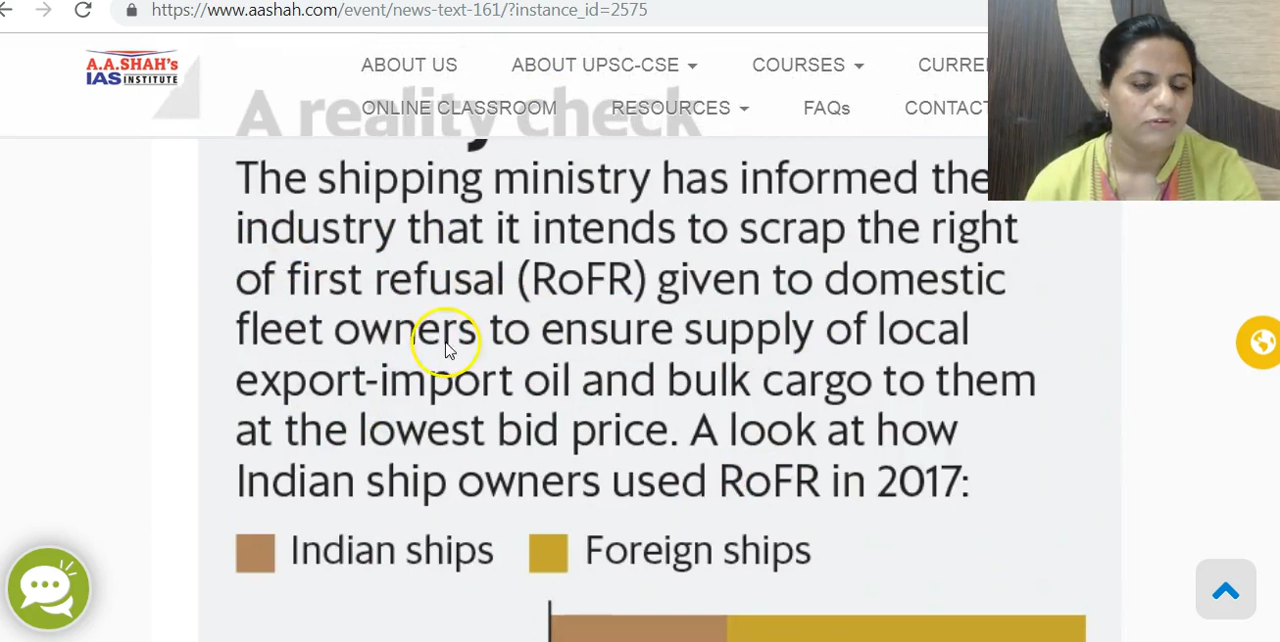 https://www.aashah.com/event/news-text-161/?instance_id=2575
A.A.SHAH's
IAS INSTITUTE
ABOUT US
ABOUT UPSC-CSE
COURSES
CURRE
ONLINE CLASSROOM
RESOURCES
FAQs
CONTACT
A reality check
The shipping ministry has informed the
industry that it intends to scrap the right
of first refusal (RoFR) given to domestic
fleet owners to ensure supply of local
export-import oil and bulk cargo to them
at the lowest bid price. A look at how
Indian ship owners used RoFR in 2017:
Indian ships
Foreign ships